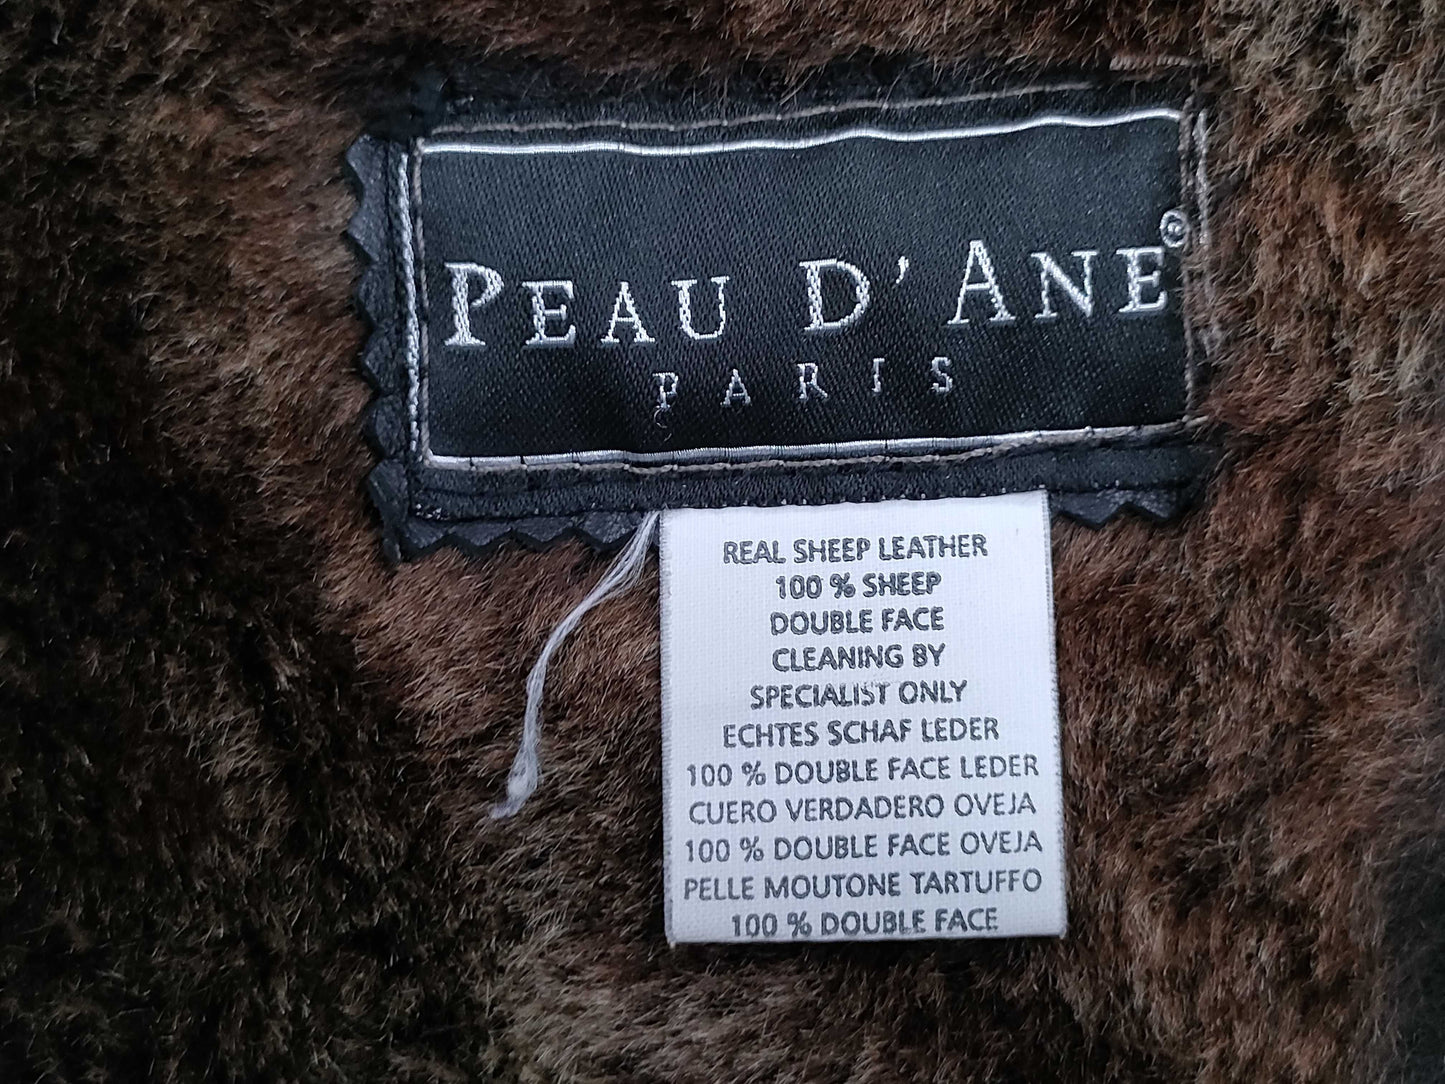 PEAU D' ANE®
PARIS
REAL SHEEP LEATHER
100 % SHEEP
DOUBLE FACE
CLEANING BY
SPECIALIST ONLY
ECHTES SCHAF LEDER
100 % DOUBLE FACE LEDER
CUERO VERDADERO OVEJA
100 % DOUBLE FACE OVEJA
PELLE MOUTONE TARTUFFO
100 % DOUBLE FACE